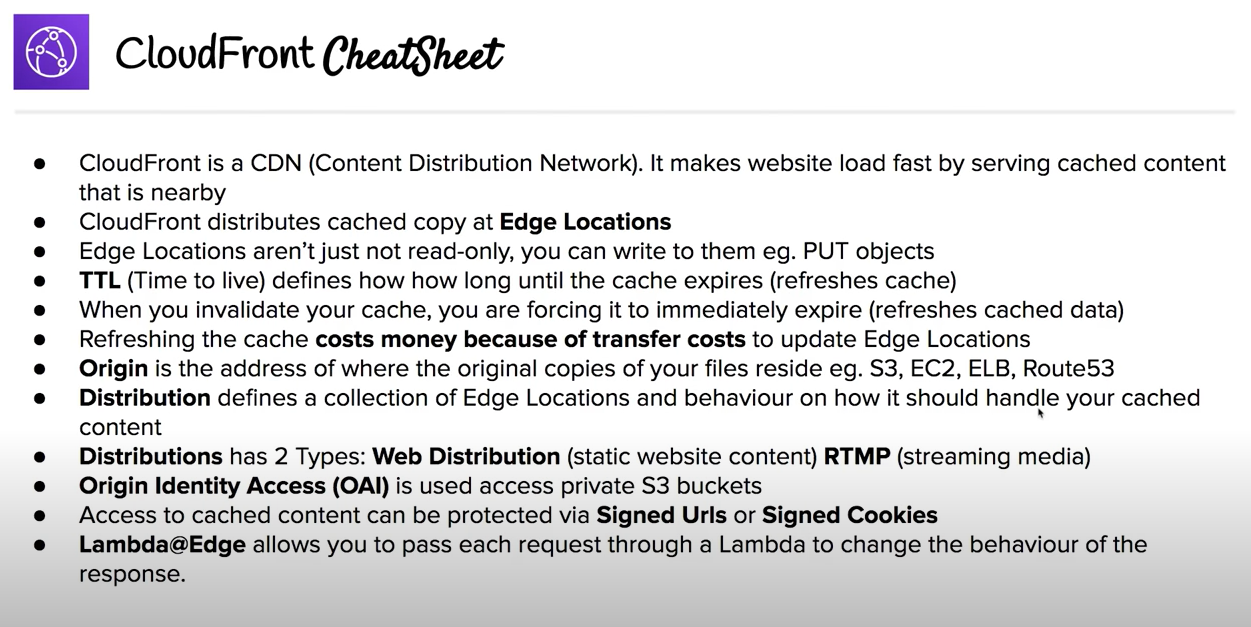 CloudFront CheatSheet
● CloudFront is a CDN (Content Distribution Network). It makes website load fast by serving cached content
that is nearby
● CloudFront distributes cached copy at Edge Locations
● Edge Locations aren’t just not read-only, you can write to them eg. PUT objects
● TTL (Time to live) defines how how long until the cache expires (refreshes cache)
● When you invalidate your cache, you are forcing it to immediately expire (refreshes cached data)
● Refreshing the cache costs money because of transfer costs to update Edge Locations
● Origin is the address of where the original copies of your files reside eg. S3, EC2, ELB, Route53
● Distribution defines a collection of Edge Locations and behaviour on how it should handle your cached
content
● Distributions has 2 Types: Web Distribution (static website content) RTMP (streaming media)
● Origin Identity Access (OAI) is used access private S3 buckets
● Access to cached content can be protected via Signed Urls or Signed Cookies
● Lambda@Edge allows you to pass each request through a Lambda to change the behaviour of the
response.